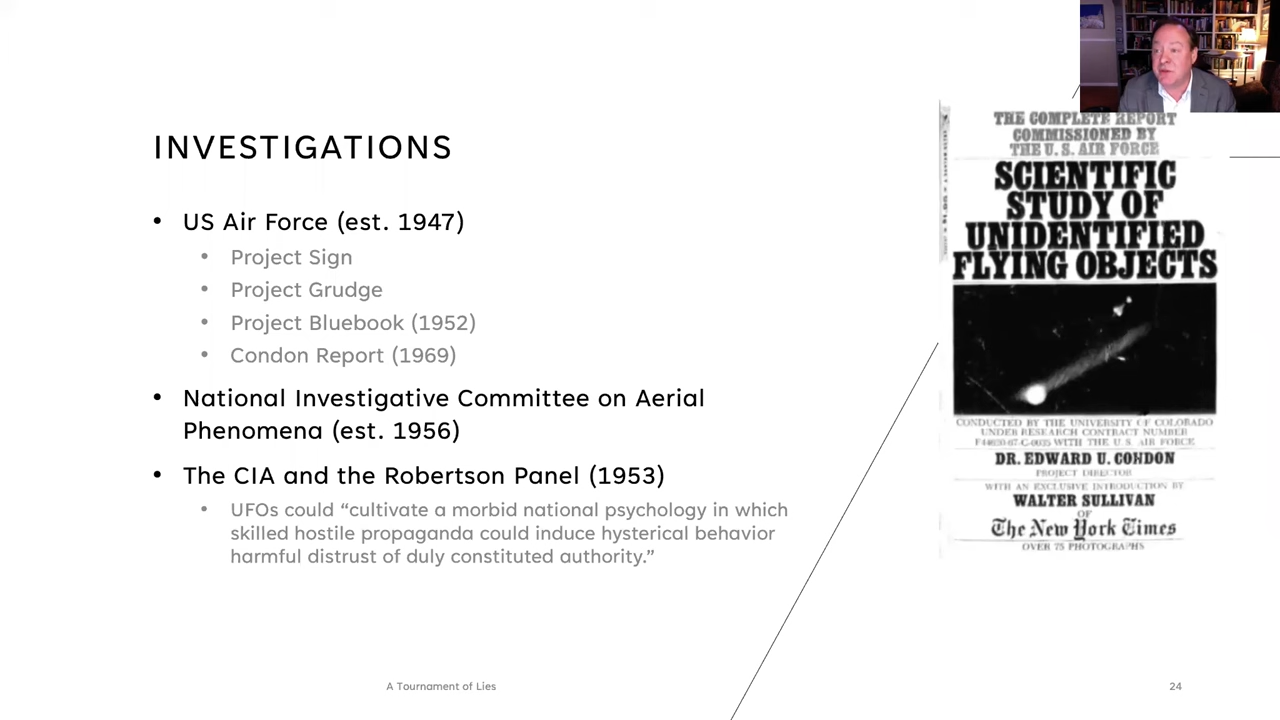 INVESTIGATIONS
• US Air Force (est. 1947)
• Project Sign
• Project Grudge
• Project Bluebook (1952)
• Condon Report (1969)
• National Investigative Committee on Aerial
Phenomena (est. 1956)
• The CIA and the Robertson Panel (1953)
• UFOs could “cultivate a morbid national psychology in which
skilled hostile propaganda could induce hysterical behavior
harmful distrust of duly constituted authority.”
THE COMPLETE REPORT
COMMISSIONED BY
THE U.S. AIR FORCE
SCIENTIFIC
STUDY OF
UNIDENTIFIED
FLYING OBJECTS
CONDUCTED BY THE UNIVERSITY OF COLORADO
UNDER RESEARCH CONTRACT NUMBER
WITH THE U.S. AIR FORCE
DR. EDWARD U. CONDON
PROJECT DIRECTOR
WITH AN EXCLUSIVE INTRODUCTION BY
WALTER SULLIVAN
OF
The New York Times
OVER 75 PHOTOGRAPHS
A Tournament of Lies
24